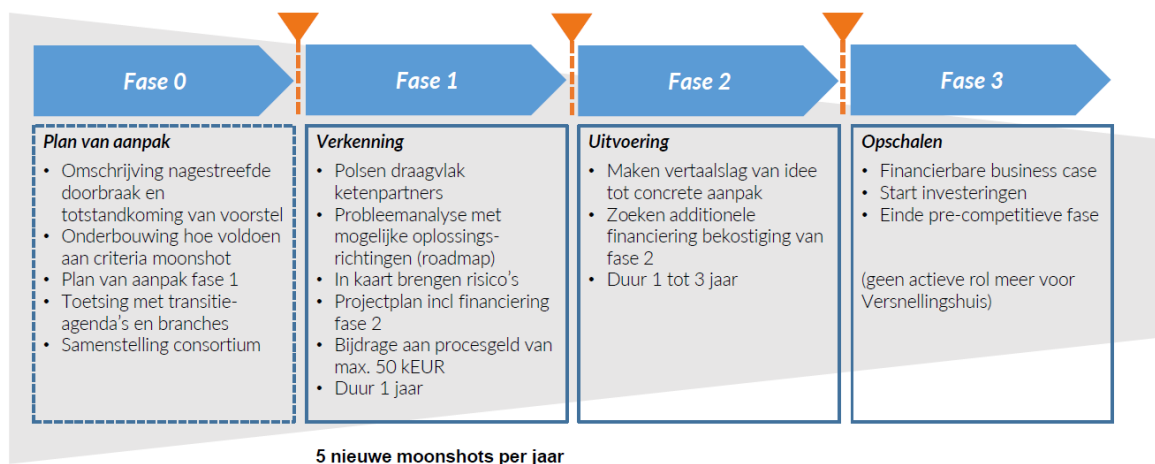 Fase 0
Fase 1
Fase 2
Fase 3
Plan van aanpak
• Omschrijving nagestreefde
doorbraak en
totstandkoming van voorstel
• Onderbouwing hoe voldoen
aan criteria moonshot
• Plan van aanpak fase 1
• Toetsing met transitie-
agenda's en branches
• Samenstelling consortium
Verkenning
• Polsen draagvlak
ketenpartners
• Probleemanalyse met
mogelijke oplossings-
richtingen (roadmap)
• In kaart brengen risico's
• Projectplan incl financiering
fase 2
• Bijdrage aan procesgeld van
max. 50 kEUR
• Duur 1 jaar
Uitvoering
• Maken vertaalslag van idee
tot concrete aanpak
• Zoeken additionele
financiering bekostiging van
fase 2
• Duur 1 tot 3 jaar
Opschalen
• Financierbare business case
• Start investeringen
• Einde pre-competitieve fase
(geen actieve rol meer voor
Versnellingshuis)
5 nieuwe moonshots per jaar